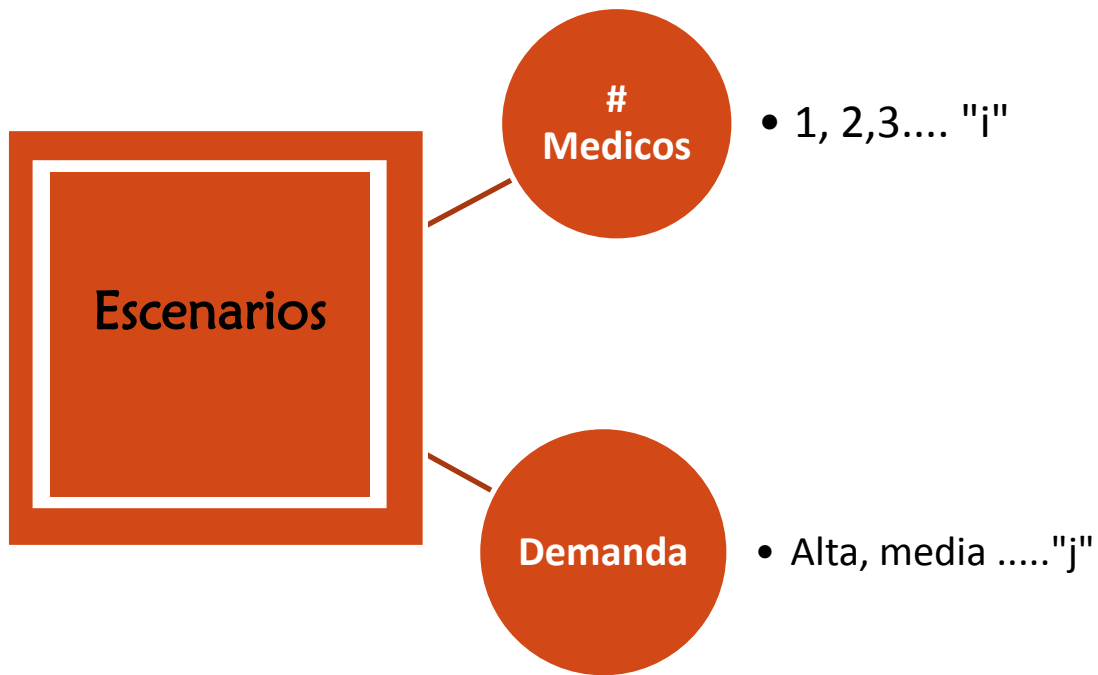 Escenarios
#
Medicos
• 1, 2,3.... "i"
Demanda
• Alta, media ....."j"